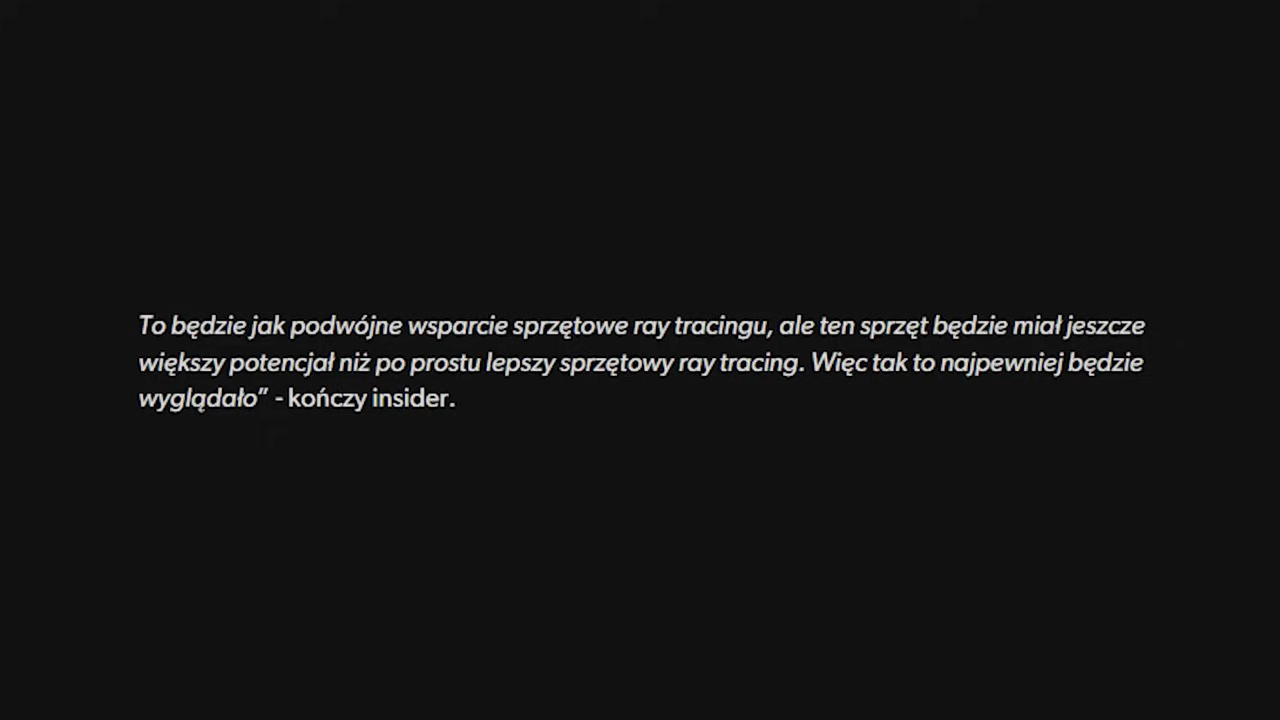 To będzie jak podwójne wsparcie sprzętowe ray tracingu, ale ten sprzęt będzie miał jeszcze
większy potencjał niż po prostu lepszy sprzętowy ray tracing. Więc tak to najpewniej będzie
wyglądało” - kończy insider.